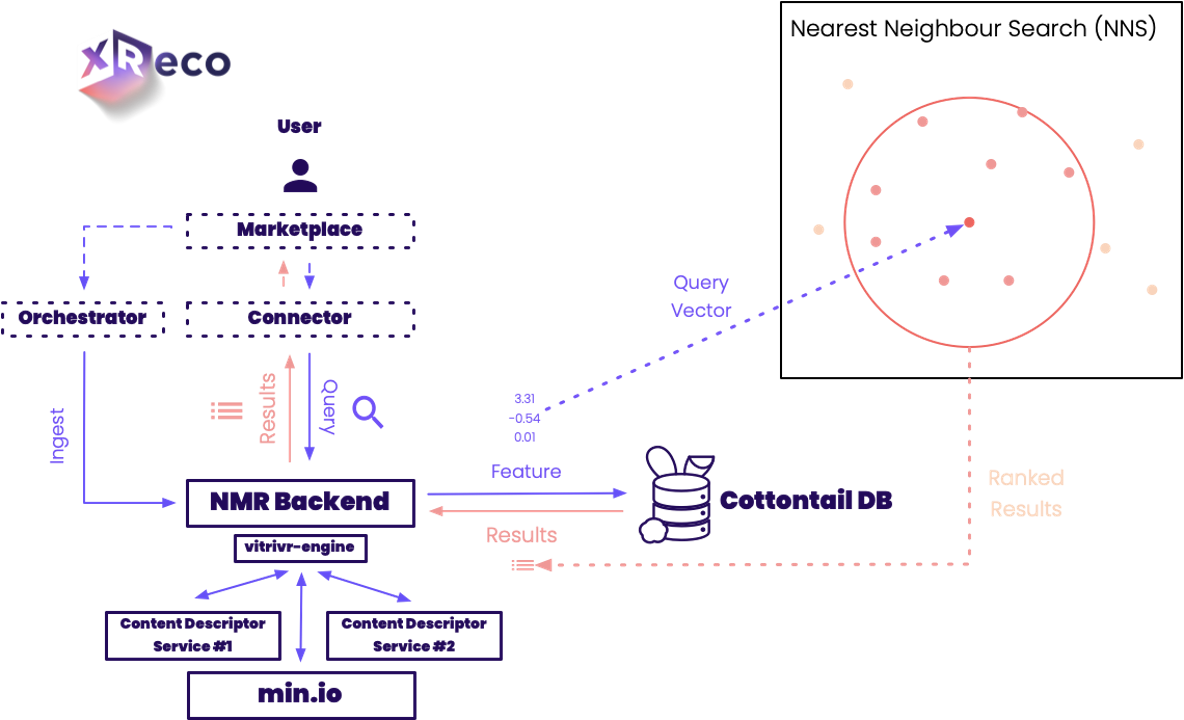 Nearest Neighbour Search (NNS)
XReco
User
Marketplace
Orchestrator
Connector
Query
Vector
Ingest
Results
Query
3.31
-0.54
0.01
Feature
NMR Backend
Cottontail DB
Ranked
Results
Results
vitrivr-engine
Content Descriptor
Service #1
Content Descriptor
Service #2
min.io